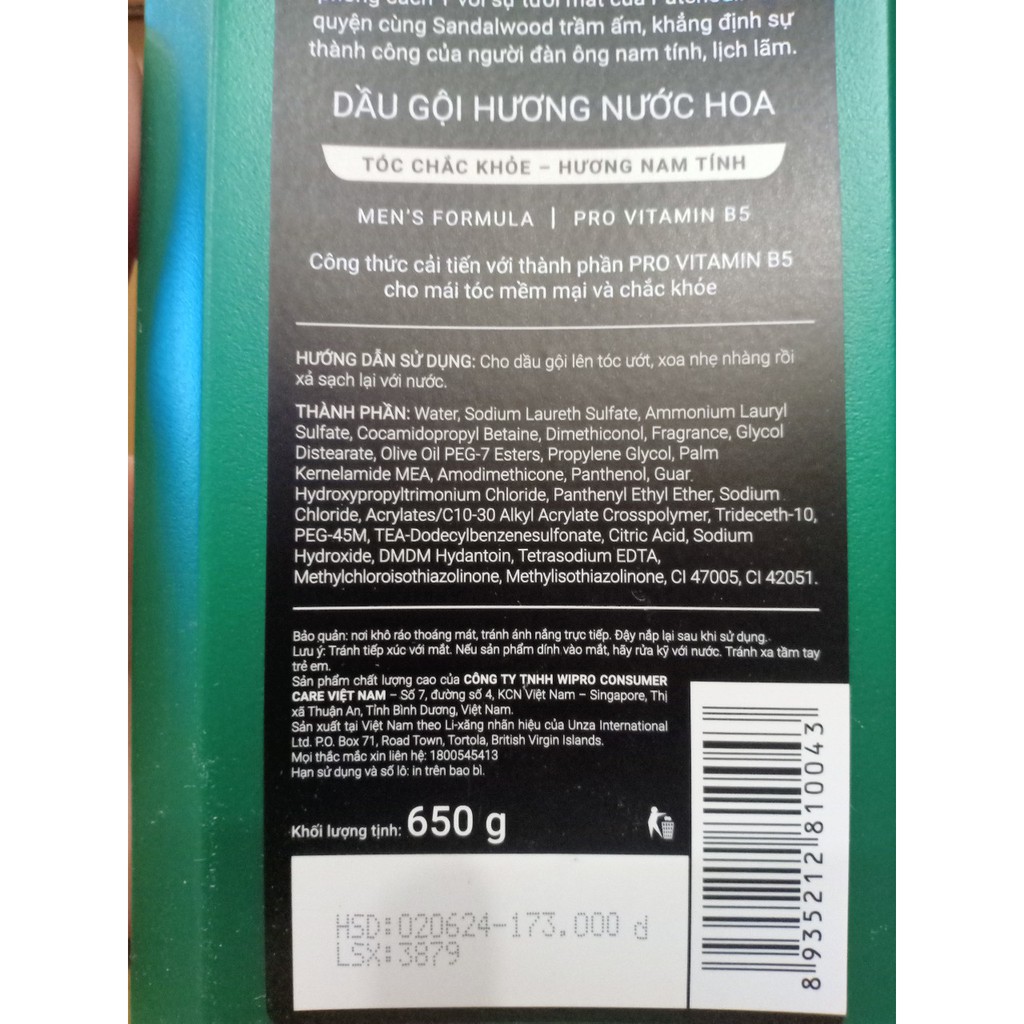 quyện cùng Sandalwood trầm ấm, khẳng định sự
thành công của người đàn ông nam tính, lịch lãm.
DẦU GỘI HƯƠNG NƯỚC HOA
TÓC CHẮC KHỎE – HƯƠNG NAM TÍNH
MEN'S FORMULA | PRO VITAMIN B5
Công thức cải tiến với thành phần PRO VITAMIN B5
cho mái tóc mềm mại và chắc khỏe
HƯỚNG DẪN SỬ DỤNG: Cho dầu gội lên tóc ướt, xoa nhẹ nhàng rồi
xả sạch lại với nước.
THÀNH PHẦN: Water, Sodium Laureth Sulfate, Ammonium Lauryl
Sulfate, Cocamidopropyl Betaine, Dimethiconol, Fragrance, Glycol
Distearate, Olive Oil PEG-7 Esters, Propylene Glycol, Palm
Kernelamide MEA, Amodimethicone, Panthenol, Guar
Hydroxypropyltrimonium Chloride, Panthenyl Ethyl Ether, Sodium
Chloride, Acrylates/C10-30 Alkyl Acrylate Crosspolymer, Trideceth-10,
PEG-45M, TEA-Dodecylbenzenesulfonate, Citric Acid, Sodium
Hydroxide, DMDM Hydantoin, Tetrasodium EDTA,
Methylchloroisothiazolinone, Methylisothiazolinone, CI 47005, CI 42051.
Bảo quản: nơi khô ráo thoáng mát, tránh ánh nắng trực tiếp. Đậy nắp lại sau khi sử dụng.
Lưu ý: Tránh tiếp xúc với mắt. Nếu sản phẩm dính vào mắt, hãy rửa kỹ với nước. Tránh xa tầm tay
trẻ em.
Sản phẩm chất lượng cao của CÔNG TY TNHH WIPRO CONSUMER
CARE VIỆT NAM – Số 7, đường số 4, KCN Việt Nam – Singapore, Thị
xã Thuận An, Tỉnh Bình Dương, Việt Nam.
Sản xuất tại Việt Nam theo Li-xăng nhãn hiệu của Unza International
Ltd. P.O. Box 71, Road Town, Tortola, British Virgin Islands.
Mọi thắc mắc xin liên hệ: 1800545413
Hạn sử dụng và số lô: in trên bao bì.
Khối lượng tịnh: 650 g
HSD:020624-173.000 đ
LSX:3879
8 935212 810043